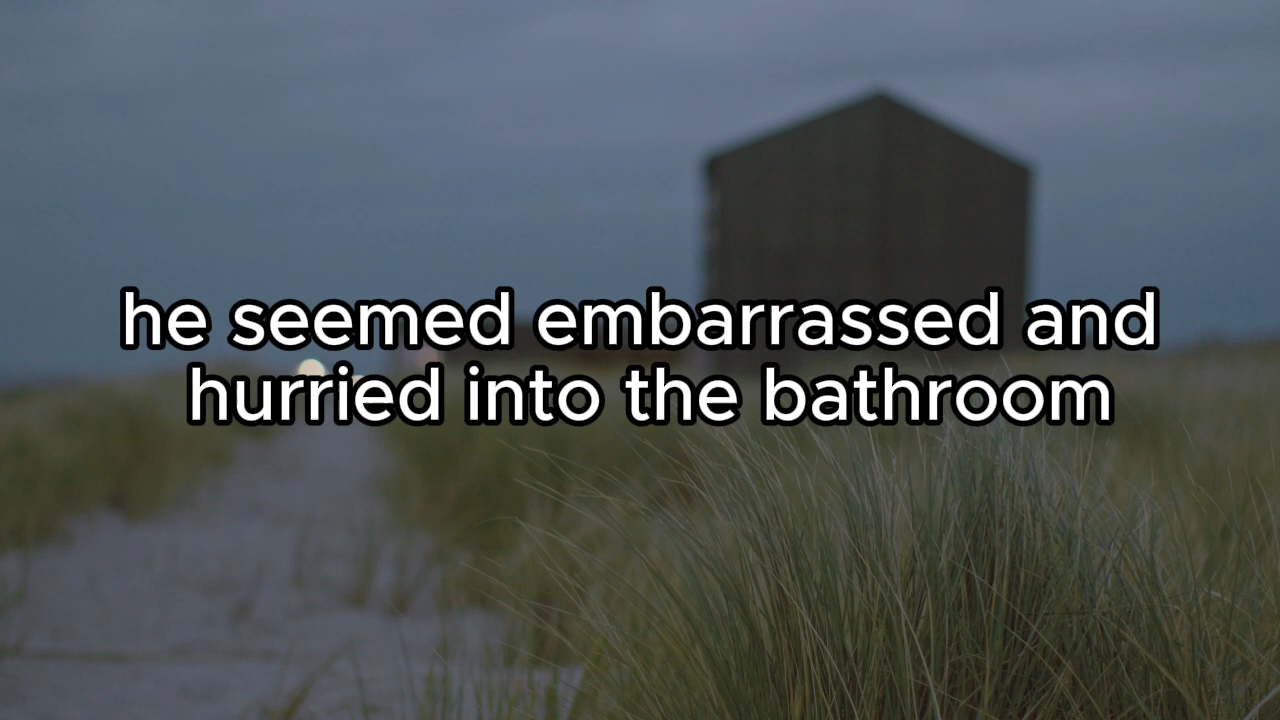 he seemed embarrassed and
hurried into the bathroom